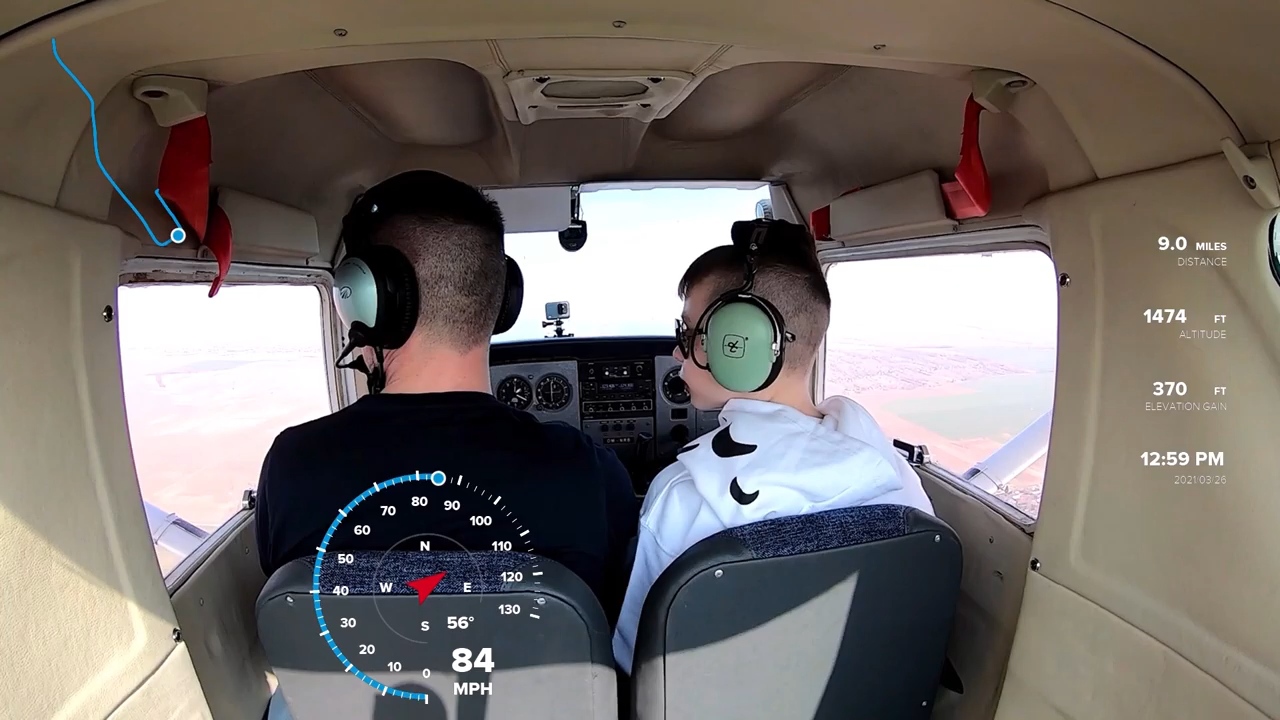 9.0 MILES
DISTANCE
1474 FT
ALTITUDE
370 FT
ELEVATION GAIN
12:59 PM
2021/03/26
0
10
20
30
40
50
60
70
80
90
100
110
120
130
N
W E
S
56°
84
MPH